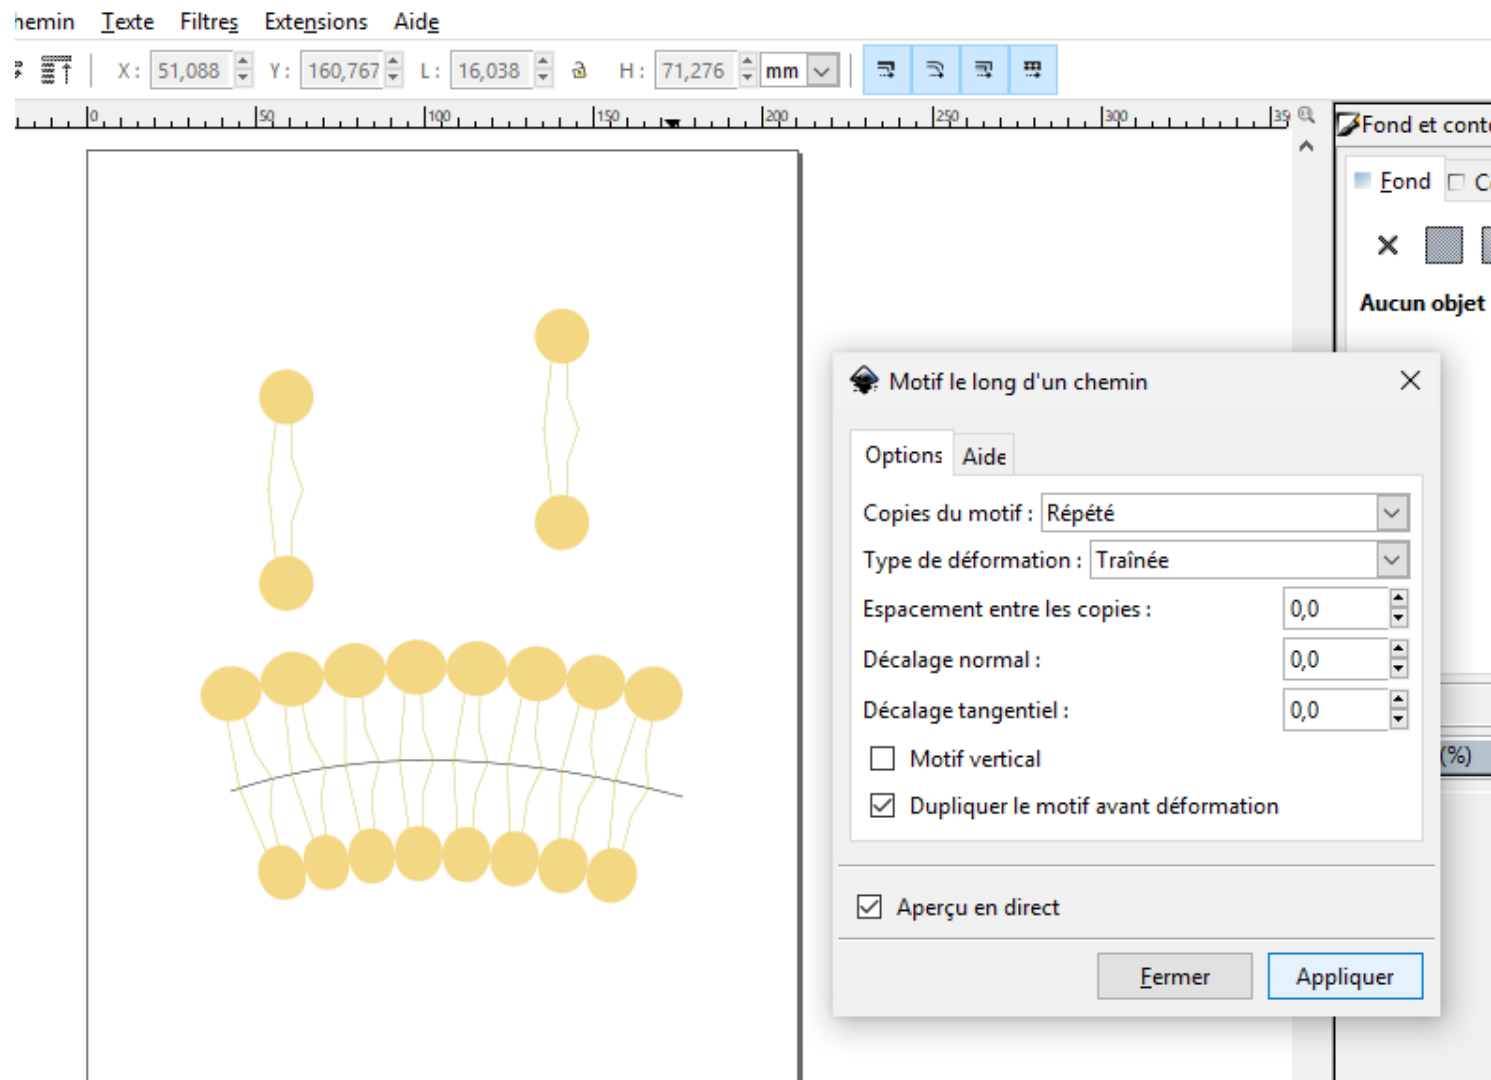 hemin Texte Filtres Extensions Aide
X : 51,088 Y : 160,767 L : 16,038 H : 71,276 mm
0 50 100 150 200 250 300 35
Fond et cont
Fond C
Aucun objet
Motif le long d'un chemin
Options Aide
Copies du motif : Répété
Type de déformation : Traînée
Espacement entre les copies : 0,0
Décalage normal : 0,0
Décalage tangentiel : 0,0
(%)
Motif vertical
Dupliquer le motif avant déformation
Aperçu en direct
Fermer Appliquer